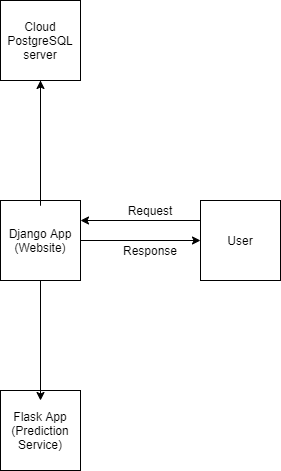 Cloud
PostgreSQL
server
Request
Django App
(Website)
User
Response
Flask App
(Prediction
Service)